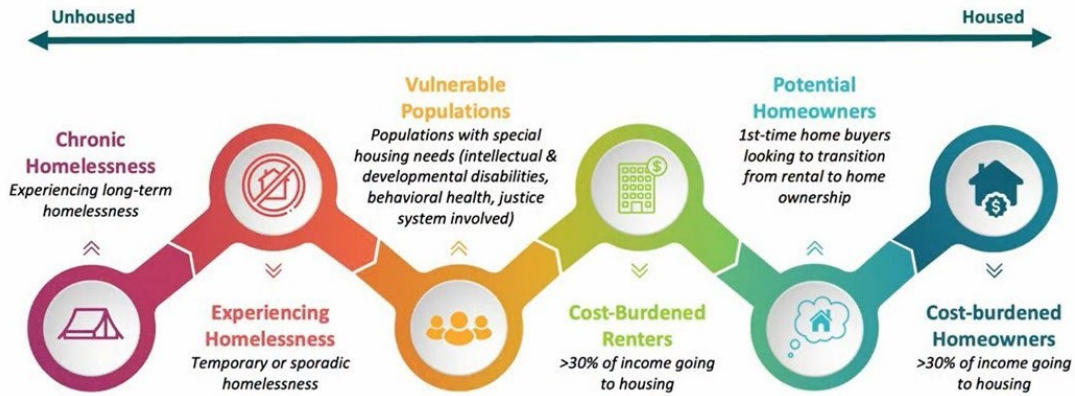 Unhoused
Housed
Chronic
Homelessness
Experiencing long-term
homelessness
Experiencing
Homelessness
Temporary or sporadic
homelessness
Vulnerable
Populations
Populations with special
housing needs (intellectual &
developmental disabilities,
behavioral health, justice
system involved)
$
Cost-Burdened
Renters
>30% of income going
to housing
Potential
Homeowners
1st-time home buyers
looking to transition
from rental to home
ownership
$
Cost-burdened
Homeowners
>30% of income going
to housing